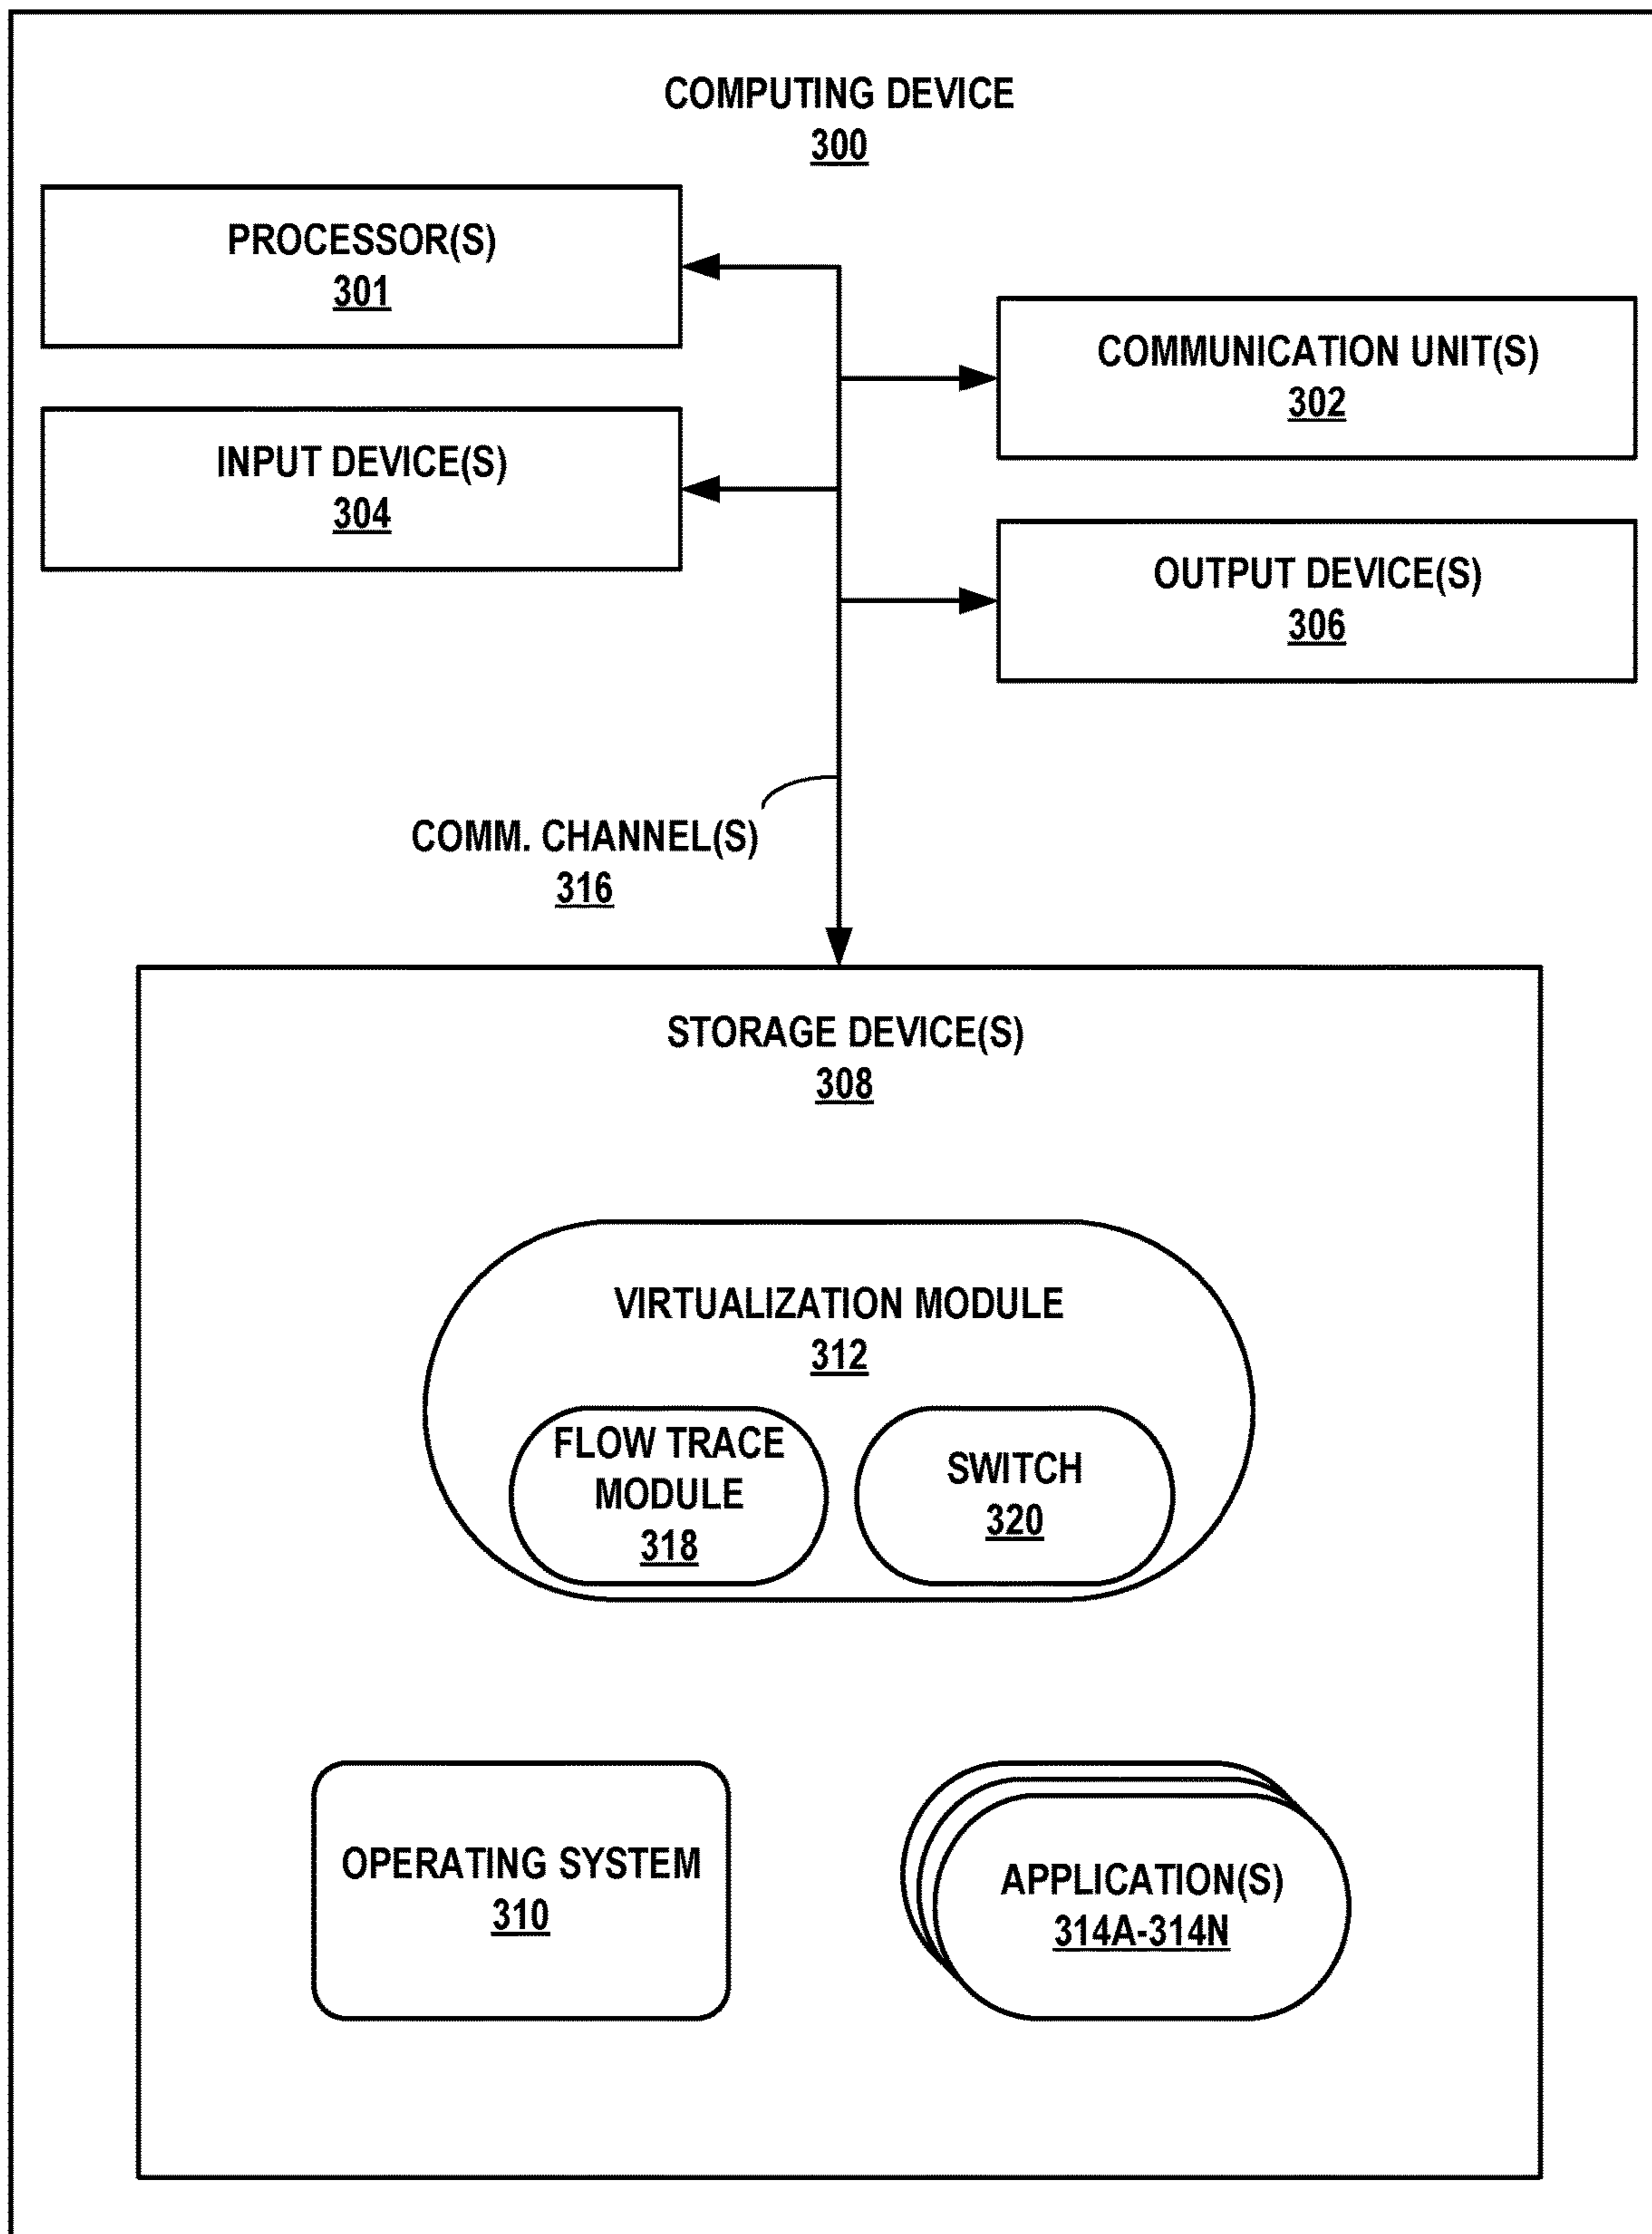 COMPUTING DEVICE
300
PROCESSOR(S)
301
COMMUNICATION UNIT(S)
302
INPUT DEVICE(S)
304
OUTPUT DEVICE(S)
306
COMM. CHANNEL(S)
316
STORAGE DEVICE(S)
308
VIRTUALIZATION MODULE
312
FLOW TRACE
MODULE
318
SWITCH
320
OPERATING SYSTEM
310
APPLICATION(S)
314A-314N